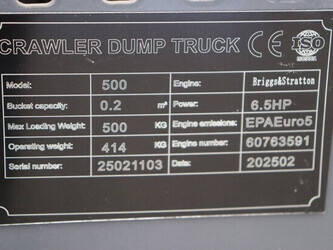 CRAWLER DUMP TRUCK CE ISO
Model: 500 Engine: Briggs&Stratton
Bucket capacity: 0.2 m³ Power: 6.5HP
Max Loading Weight: 500 KG Engine emissions: EPAEuro5
Operating weight: 414 KG Engine number: 60763591
Serial number: 25021103 Date: 202502